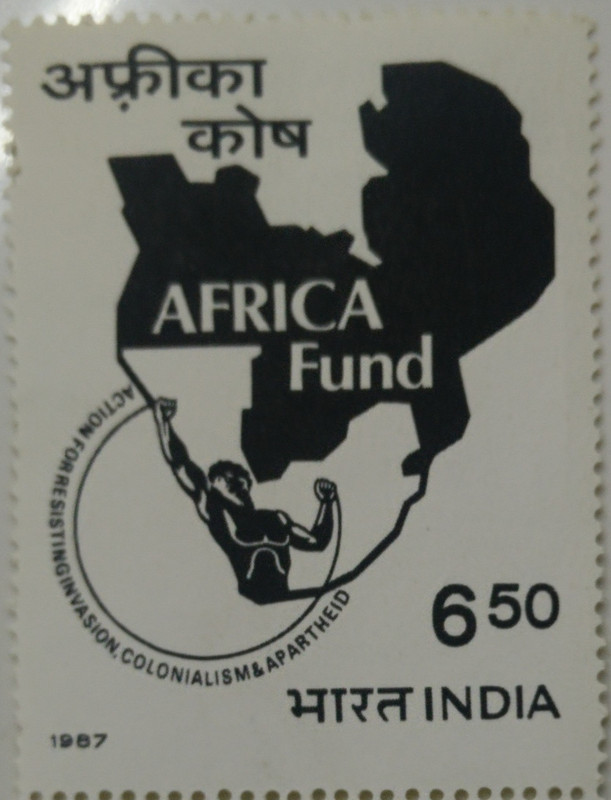 अफ़्रीका
कोष
AFRICA
Fund
ACTION FOR RESISTING INVASION, COLONIALISM & APARTHEID
6 50
भारत INDIA
1987